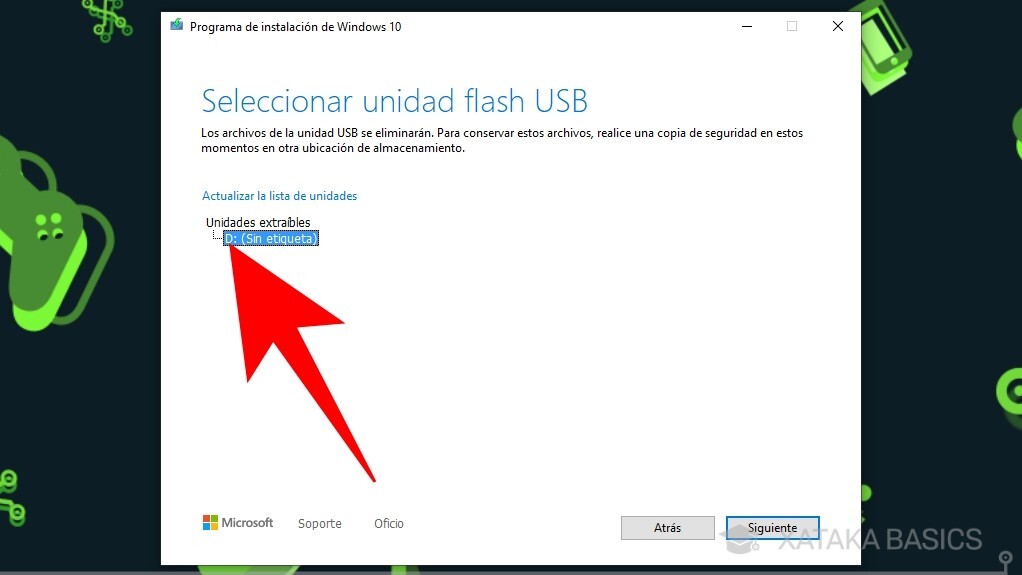 Programa de instalación de Windows 10
Seleccionar unidad flash USB
Los archivos de la unidad USB se eliminarán. Para conservar estos archivos, realice una copia de seguridad en estos
momentos en otra ubicación de almacenamiento.
Actualizar la lista de unidades
Unidades extraíbles
D: (Sin etiqueta)
Microsoft Soporte Oficio
Atrás Siguiente
XATAKA BASICS